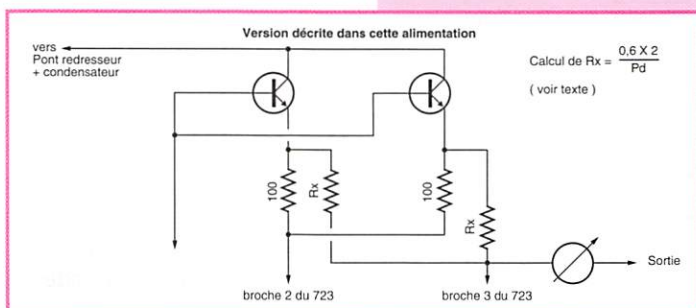 Version décrite dans cette alimentation
vers
Pont redresseur
+ condensateur
Calcul de Rx = 0,6 X 2
Pd
( voir texte )
100
Rx
100
Rx
Sortie
broche 2 du 723
broche 3 du 723